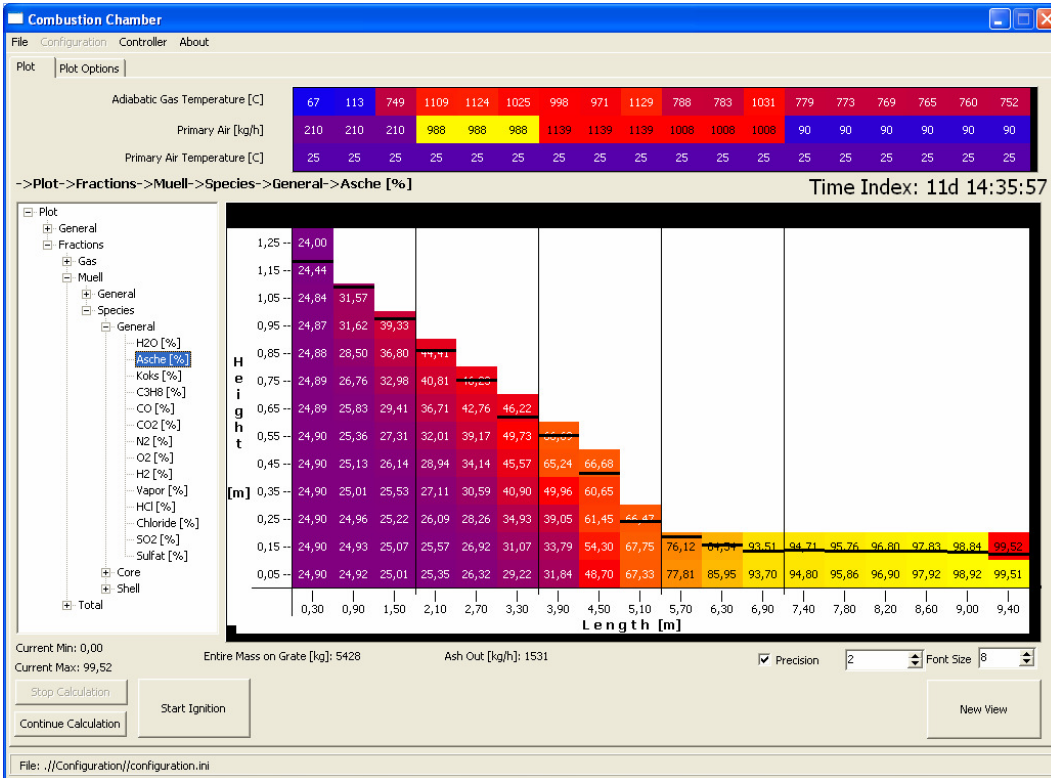 Combustion Chamber
File Configuration Controller About
Plot Plot Options
Adiabatic Gas Temperature [C] 67 113 749 1109 1124 1025 998 971 1129 788 783 1031 779 773 769 765 760 752
Primary Air [kg/h] 210 210 210 988 988 988 1139 1139 1139 1008 1008 1008 90 90 90 90 90 90
Primary Air Temperature [C] 25 25 25 25 25 25 25 25 25 25 25 25 25 25 25 25 25 25
->Plot->Fractions->Muell->Species->General->Asche [%]
Time Index: 11d 14:35:57
Plot
General
Fractions
Gas
Muell
General
Species
General
H2O [%]
Asche [%]
Koks [%]
C3H8 [%]
CO [%]
CO2 [%]
N2 [%]
O2 [%]
H2 [%]
Vapor [%]
HCl [%]
Chloride [%]
SO2 [%]
Sulfat [%]
Core
Shell
Total
Height [m]
1,25 -- 24,00
1,15 -- 24,44
1,05 -- 24,84 31,57
0,95 -- 24,87 31,62 39,33
0,85 -- 24,88 28,50 36,80 44,41
0,75 -- 24,89 26,76 32,98 40,81
0,65 -- 24,89 25,83 29,41 36,71 42,76 46,22
0,55 -- 24,90 25,36 27,31 32,01 39,17 49,73
0,45 -- 24,90 25,13 26,14 28,94 34,14 45,57 65,24 66,68
0,35 -- 24,90 25,01 25,53 27,11 30,59 40,90 49,96 60,65
0,25 -- 24,90 24,96 25,22 26,09 28,26 34,93 39,05 61,45 66,47
0,15 -- 24,90 24,93 25,07 25,57 26,92 31,07 33,79 54,30 67,75 76,12 93,51 94,71 95,76 96,80 97,83 98,84 99,52
0,05 -- 24,90 24,92 25,01 25,35 26,32 29,22 31,84 48,70 67,33 77,81 85,95 93,70 94,80 95,86 96,90 97,92 98,92 99,51
0,30 0,90 1,50 2,10 2,70 3,30 3,90 4,50 5,10 5,70 6,30 6,90 7,40 7,80 8,20 8,60 9,00 9,40
Length [m]
Current Min: 0,00
Current Max: 99,52
Entire Mass on Grate [kg]: 5428
Ash Out [kg/h]: 1531
Precision 2
Font Size 8
Stop Calculation
Continue Calculation
Start Ignition
New View
File: .//Configuration//configuration.ini